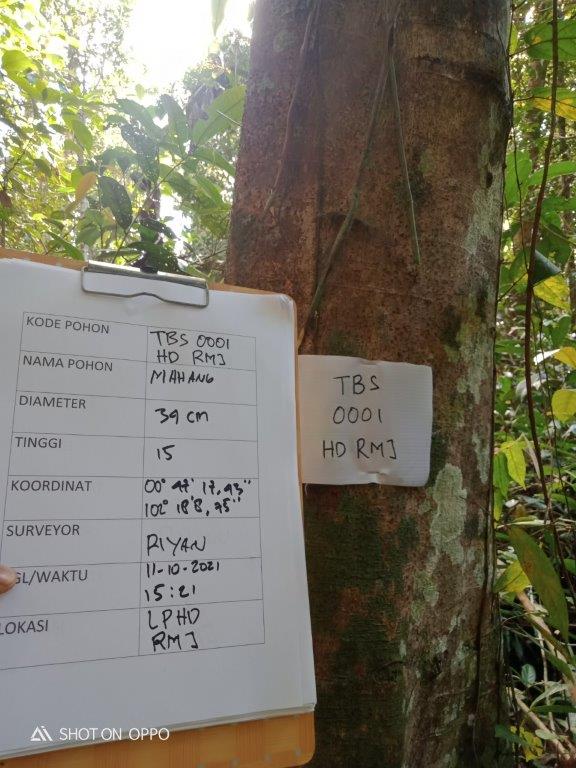 KODE POHON
TBS 0001
HD RMJ
NAMA POHON
MAHANG
DIAMETER
39 cm
TINGGI
15
KOORDINAT
00° 47' 17,93"
102° 18'8,75"
SURVEYOR
RIYAN
GL/WAKTU
11-10-2021
15:21
LOKASI
LPHD
RMJ
TBS
0001
HD RMJ
SHOT ON OPPO